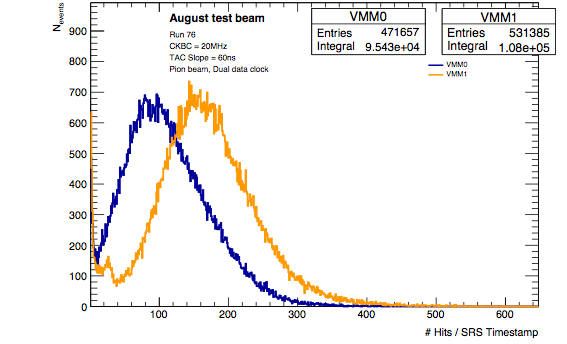 August test beam
Run 76
CKBC = 20MHz
TAC Slope = 60ns
Pion beam, Dual data clock
VMM0
Entries 471657
Integral 9.543e+04
VMM1
Entries 531385
Integral 1.08e+05
VMM0
VMM1
N events
900
800
700
600
500
400
300
200
100
0
100 200 300 400 500 600
# Hits / SRS Timestamp